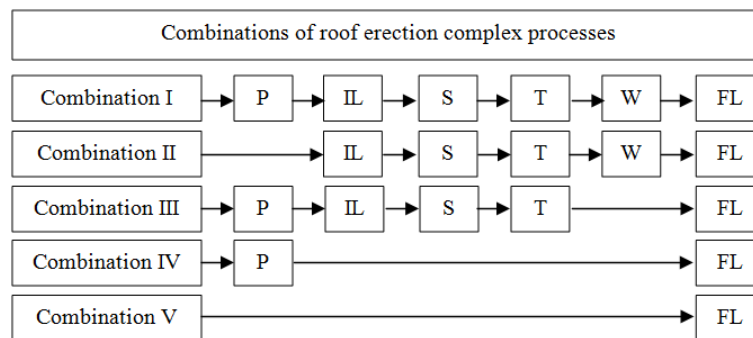 Combinations of roof erection complex processes
Combination I P IL S T W FL
Combination II IL S T W FL
Combination III P IL S T FL
Combination IV P FL
Combination V FL